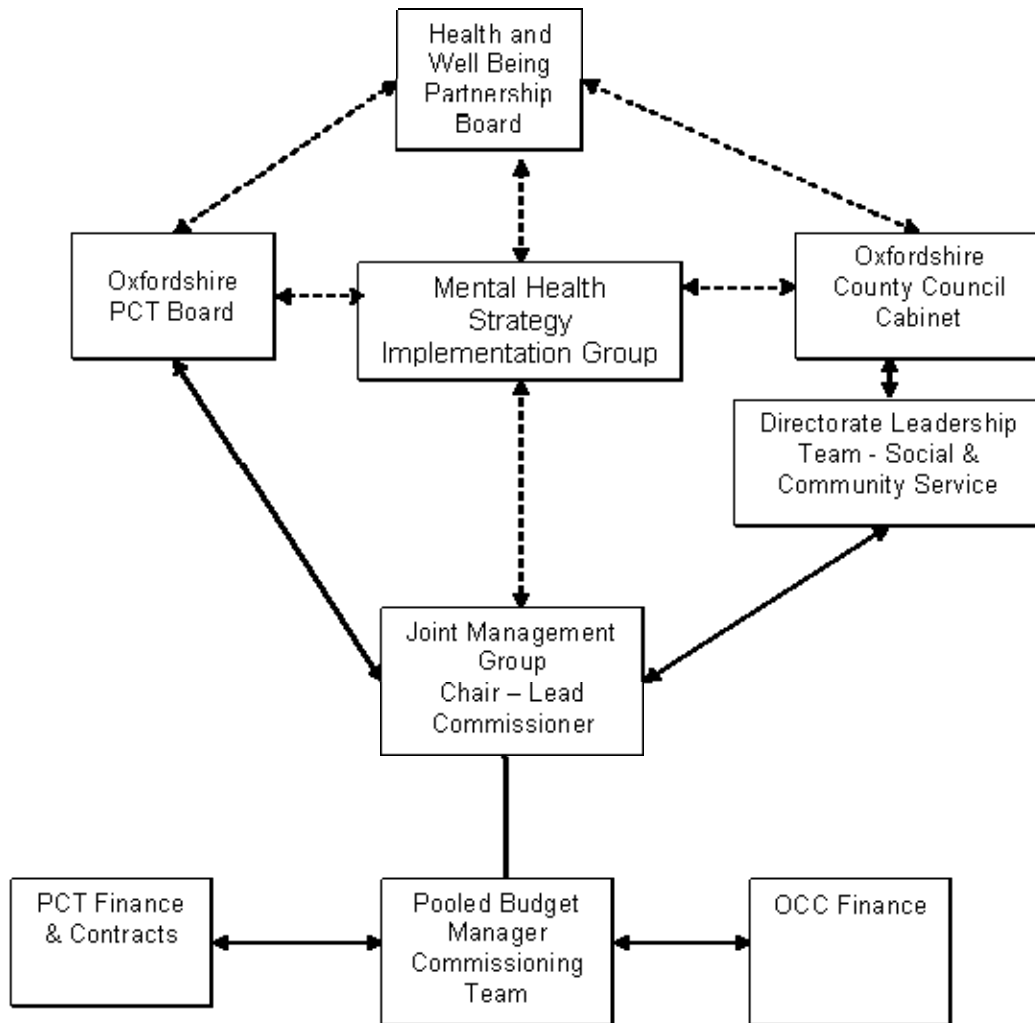 Health and
Well Being
Partnership
Board
Oxfordshire
PCT Board
Mental Health
Strategy
Implementation Group
Oxfordshire
County Council
Cabinet
Directorate Leadership
Team - Social &
Community Service
Joint Management
Group
Chair – Lead
Commissioner
PCT Finance
& Contracts
Pooled Budget
Manager
Commissioning
Team
OCC Finance